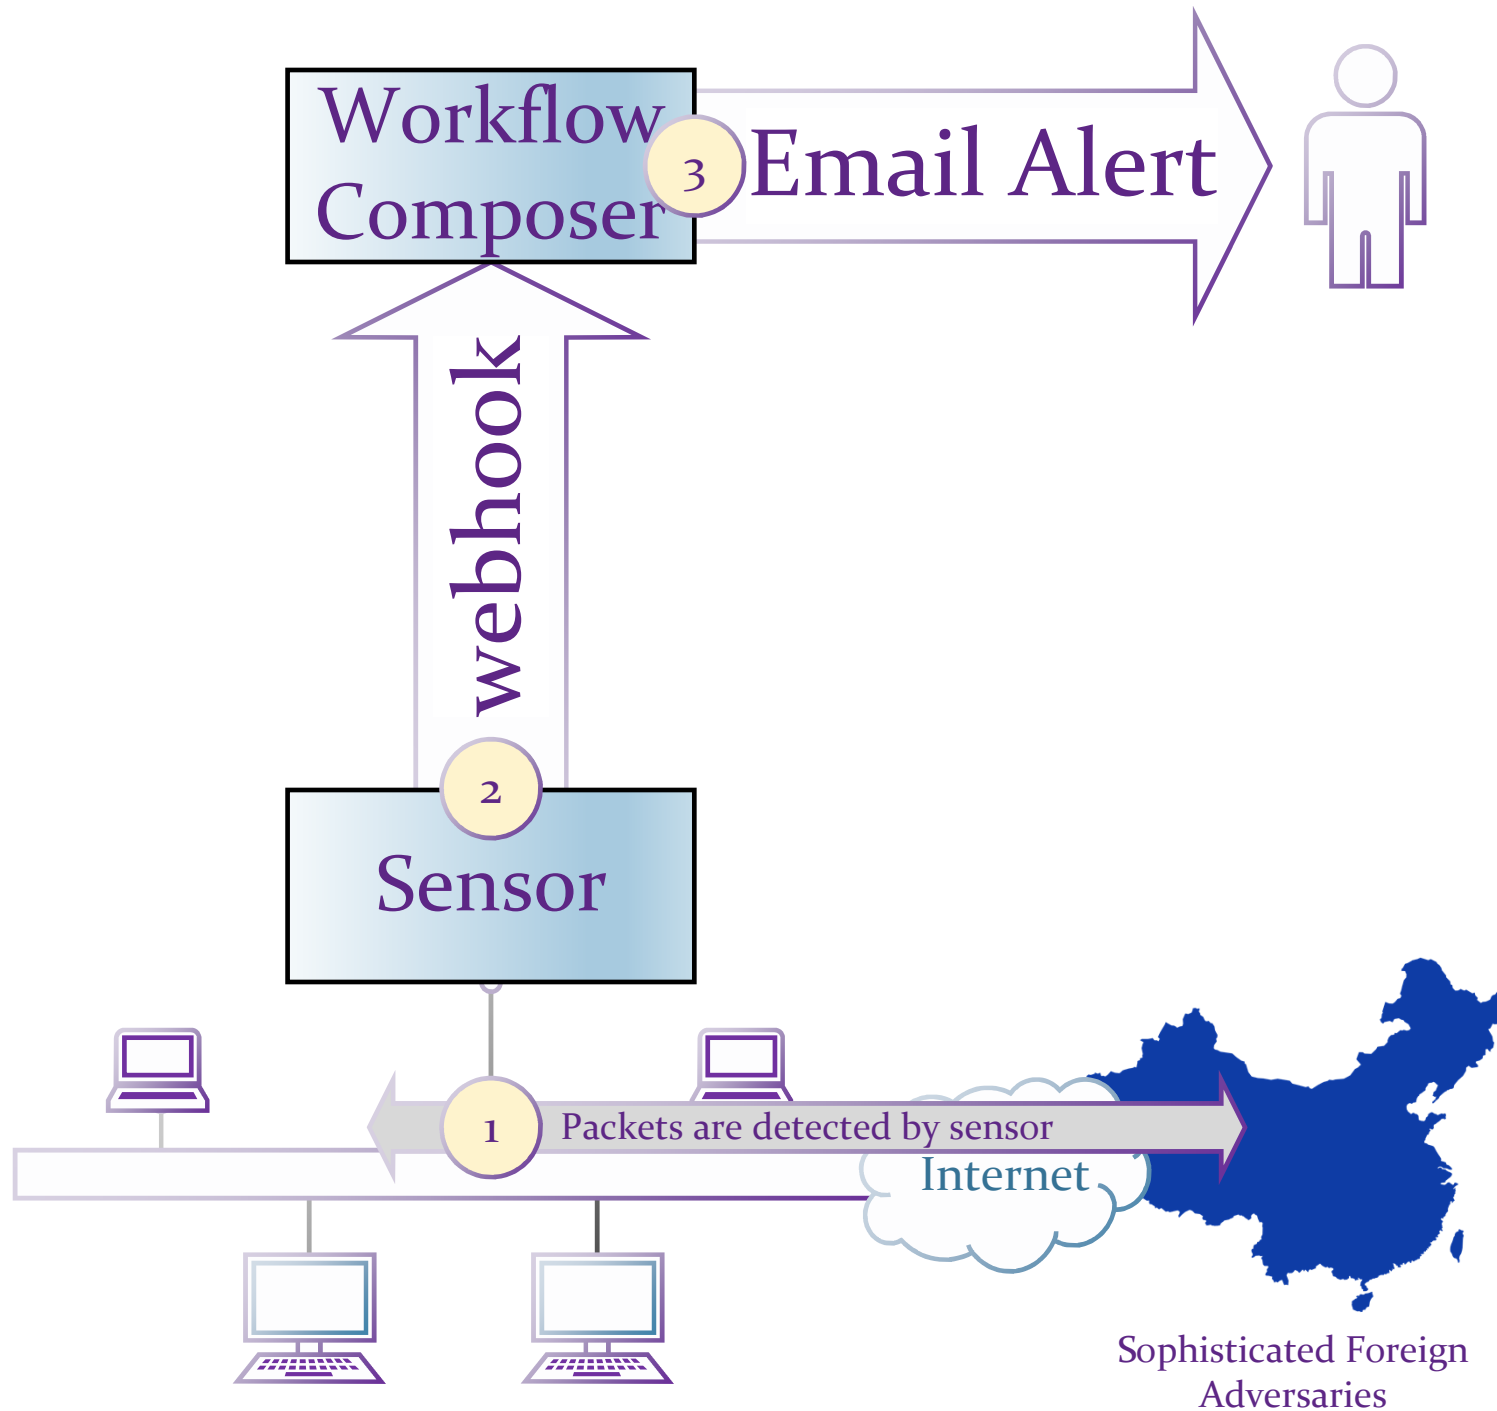 Workflow
Composer
3
Email Alert
webhook
2
Sensor
1
Packets are detected by sensor
Internet
Sophisticated Foreign
Adversaries